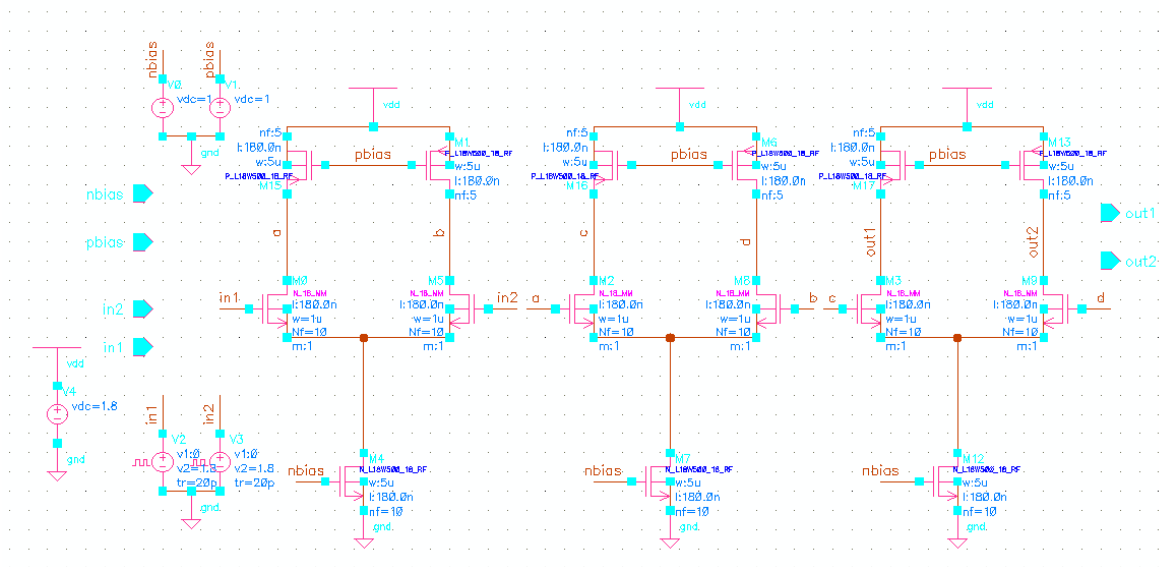 nbias
pbias
V0
vdc=1
V1
vdc=1
gnd
nbias
pbias
in2
in1
vdd
V4
vdc=1.8
gnd
in1
in2
V2
v1:0
v2=1.8
tr=20p
V3
v1:0
v2=1.8
tr=20p
gnd
vdd
nf:5
l:180.0n
w:5u
P_L18W500_18_RF
M15
pbias
M1
P_L18W500_18_RF
w:5u
l:180.0n
nf:5
a
b
in1
M0
N_18_MM
l:180.0n
w=1u
Nf=10
m:1
M5
N_18_MM
l:180.0n
w=1u
Nf=10
m:1
in2
nbias
M4
N_L18W500_18_RF
w:5u
l:180.0n
nf=10
gnd
vdd
nf:5
l:180.0n
w:5u
P_L18W500_18_RF
M16
pbias
M6
P_L18W500_18_RF
w:5u
l:180.0n
nf:5
c
d
a
M2
N_18_MM
l:180.0n
w=1u
Nf=10
m:1
M8
N_18_MM
l:180.0n
w=1u
Nf=10
m:1
b
nbias
M7
N_L18W500_18_RF
w:5u
l:180.0n
nf=10
gnd
vdd
nf:5
l:180.0n
w:5u
P_L18W500_18_RF
M17
pbias
M13
P_L18W500_18_RF
w:5u
l:180.0n
nf:5
out1
out2
c
M3
N_18_MM
l:180.0n
w=1u
Nf=10
m:1
M9
N_18_MM
l:180.0n
w=1u
Nf=10
m:1
d
nbias
M12
N_L18W500_18_RF
w:5u
l:180.0n
nf=10
gnd
out1
out2